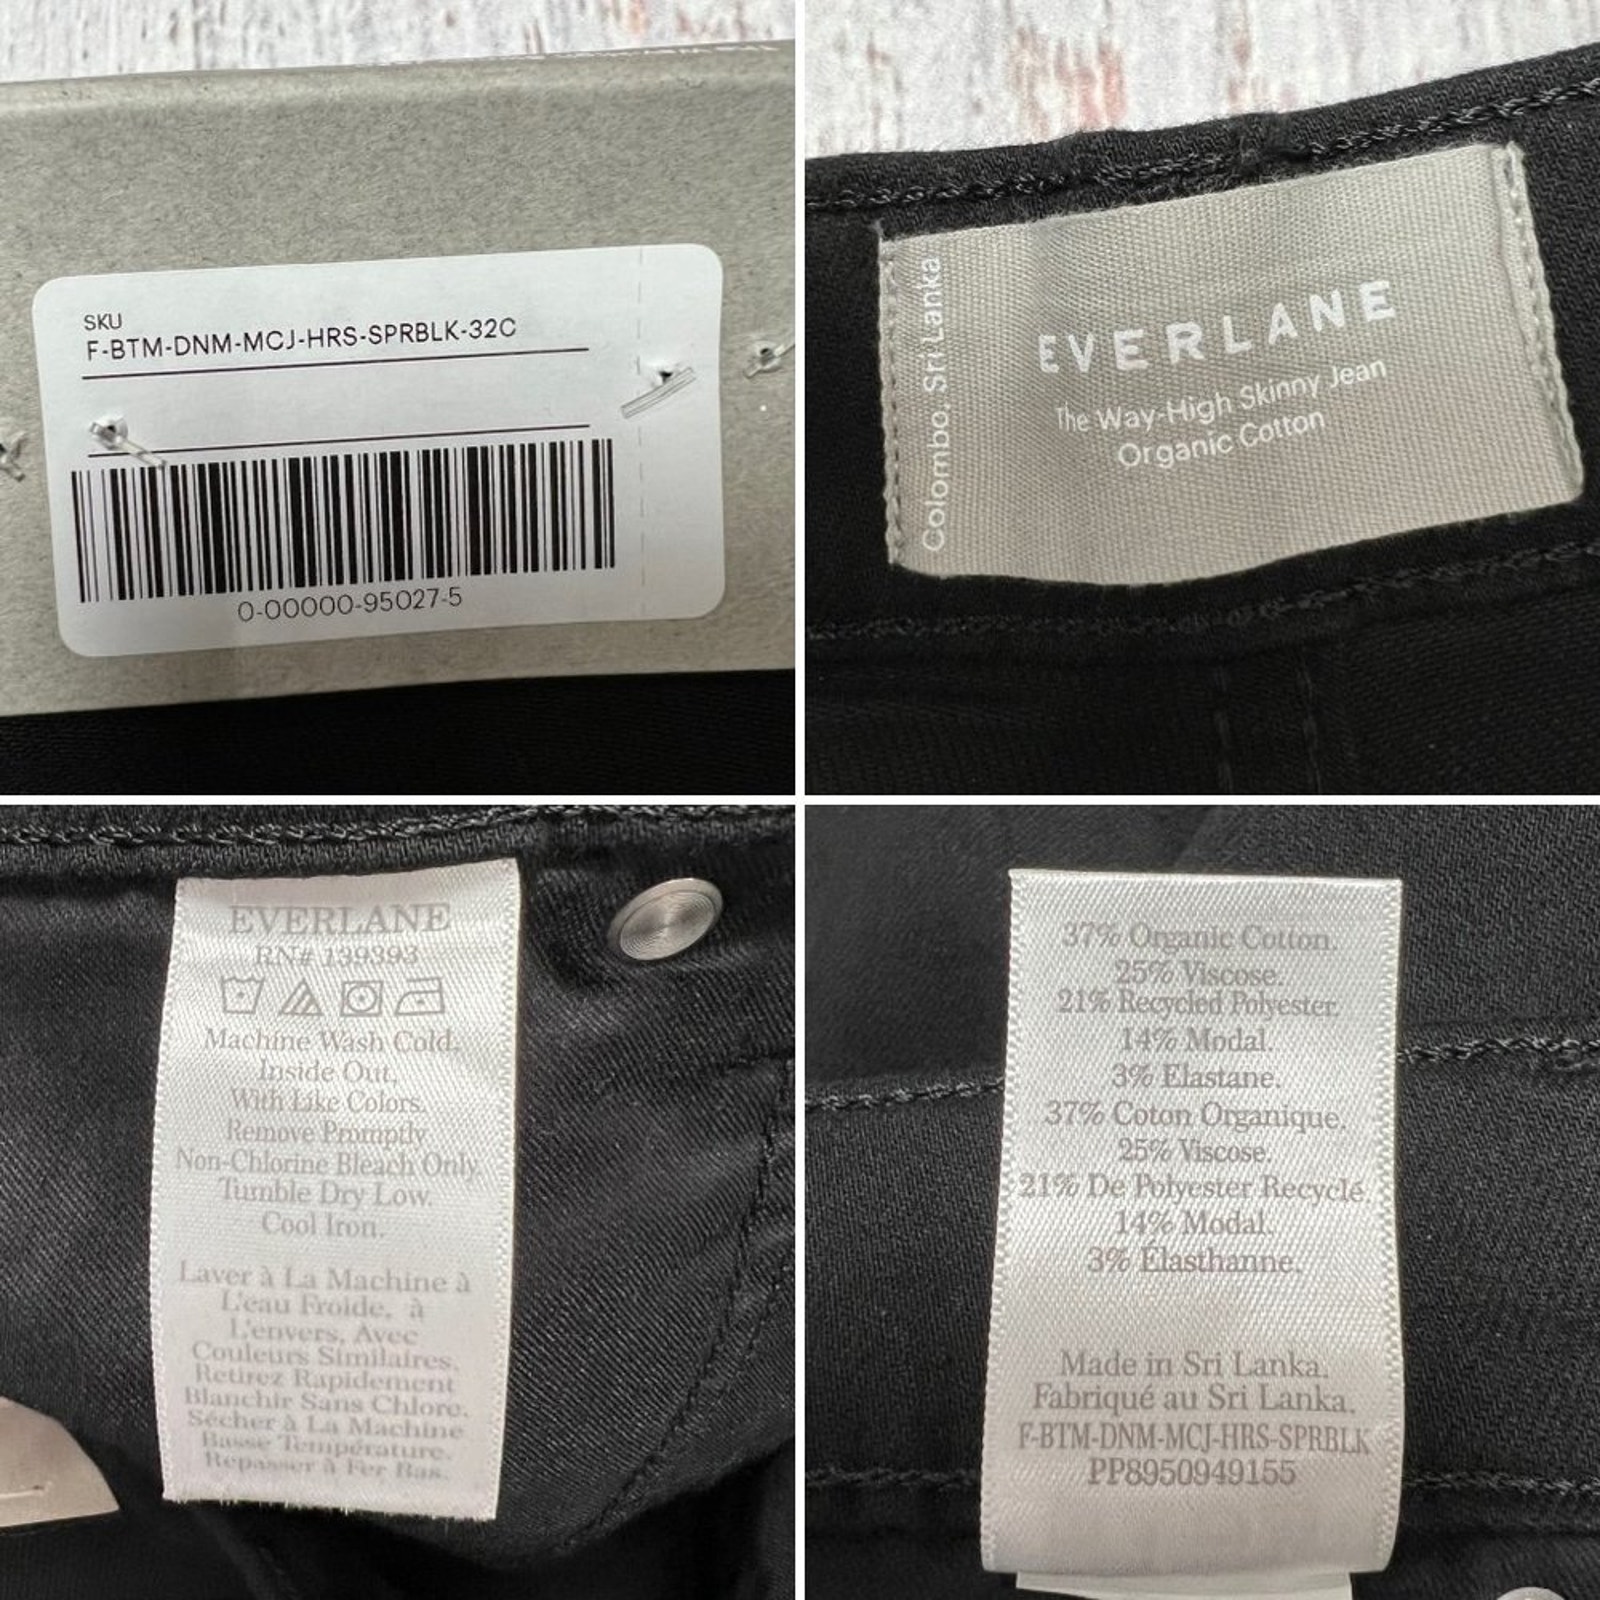 SKU
F-BTM-DNM-MCJ-HRS-SPRBLK-32C
0-00000-95027-5
Colombo, Sri Lanka
EVERLANE
The Way-High Skinny Jean
Organic Cotton
EVERLANE
RN# 139393
Machine Wash Cold,
Inside Out,
With Like Colors.
Remove Promptly
Non-Chlorine Bleach Only.
Tumble Dry Low.
Cool Iron.
Laver à La Machine à
L'eau Froide, à
L'envers, Avec
Couleurs Similaires.
Retirez Rapidement
Blanchir Sans Chlore.
Sécher à La Machine
Basse Température.
Repasser à Fer Bas.
37% Organic Cotton.
25% Viscose.
21% Recycled Polyester.
14% Modal.
3% Elastane.
37% Coton Organique.
25% Viscose.
21% De Polyester Recyclé.
14% Modal.
3% Élasthanne.
Made in Sri Lanka.
Fabriqué au Sri Lanka.
F-BTM-DNM-MCJ-HRS-SPRBLK
PP8950949155